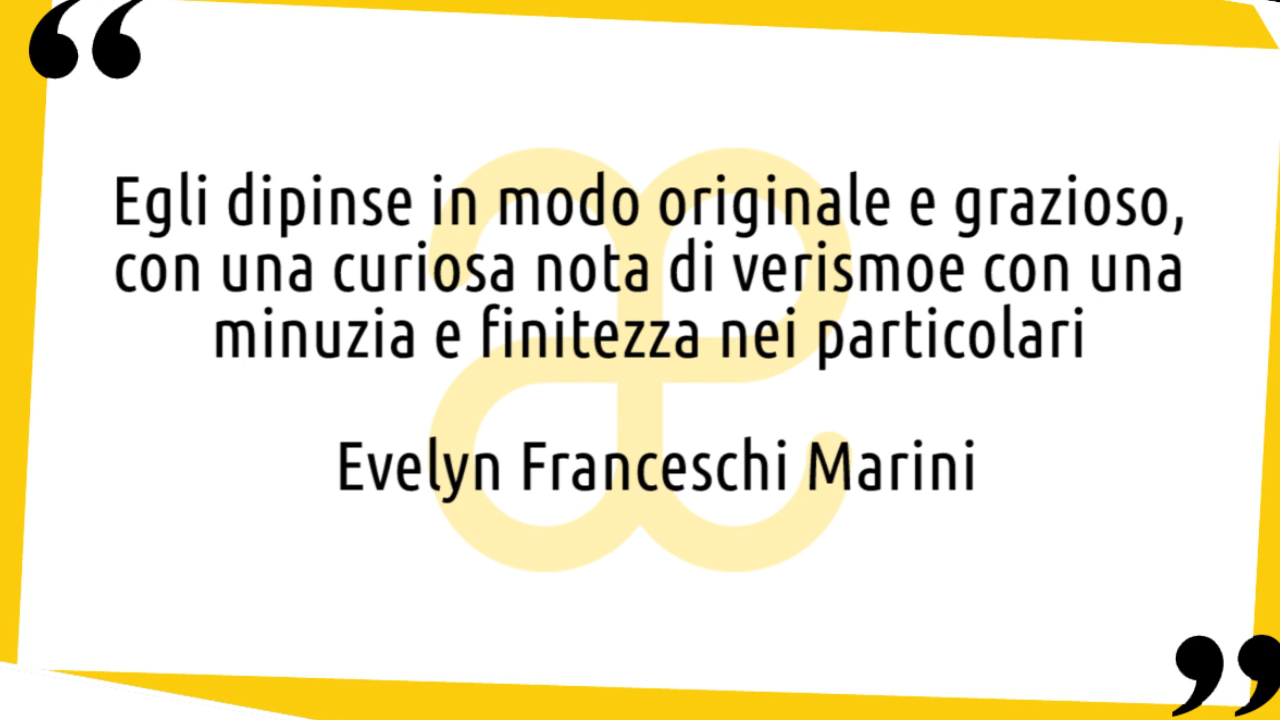 Egli dipinse in modo originale e grazioso,
con una curiosa nota di verismoe con una
minuzia e finitezza nei particolari
Evelyn Franceschi Marini